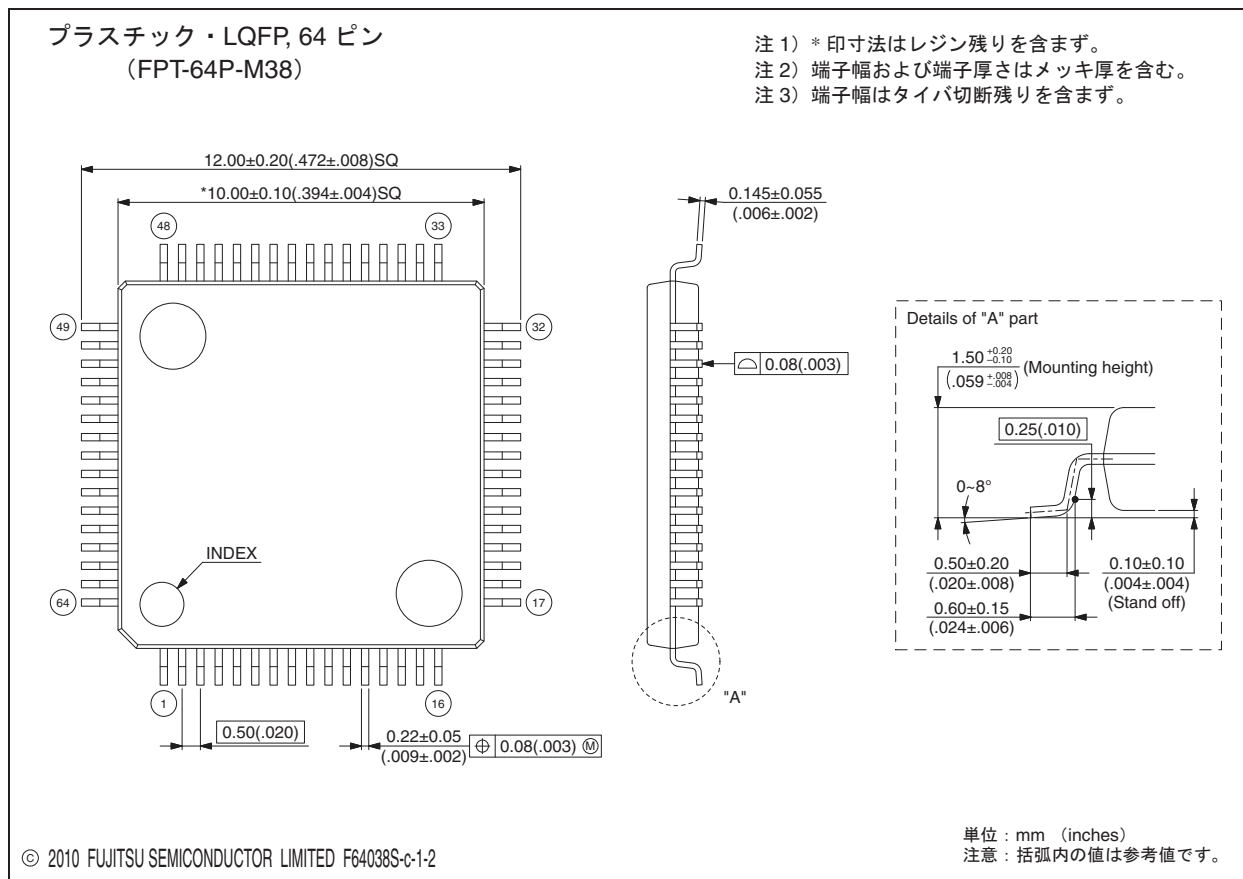 プラスチック・LQFP, 64 ピン
（FPT-64P-M38）
注 1）* 印寸法はレジン残りを含まず。
注 2）端子幅および端子厚さはメッキ厚を含む。
注 3）端子幅はタイバ切断残りを含まず。
12.00±0.20(.472±.008)SQ
*10.00±0.10(.394±.004)SQ
0.145±0.055
(.006±.002)
48
33
49
32
0.08(.003)
INDEX
64
17
1
16
"A"
0.50(.020)
0.22±0.05
(.009±.002)
0.08(.003) Ⓜ
Details of "A" part
1.50 +0.20 −0.10 (Mounting height)
(.059 +.008 −.004)
0.25(.010)
0~8°
0.50±0.20
(.020±.008)
0.60±0.15
(.024±.006)
0.10±0.10
(.004±.004)
(Stand off)
© 2010 FUJITSU SEMICONDUCTOR LIMITED F64038S-c-1-2
単位：mm （inches）
注意：括弧内の値は参考値です。